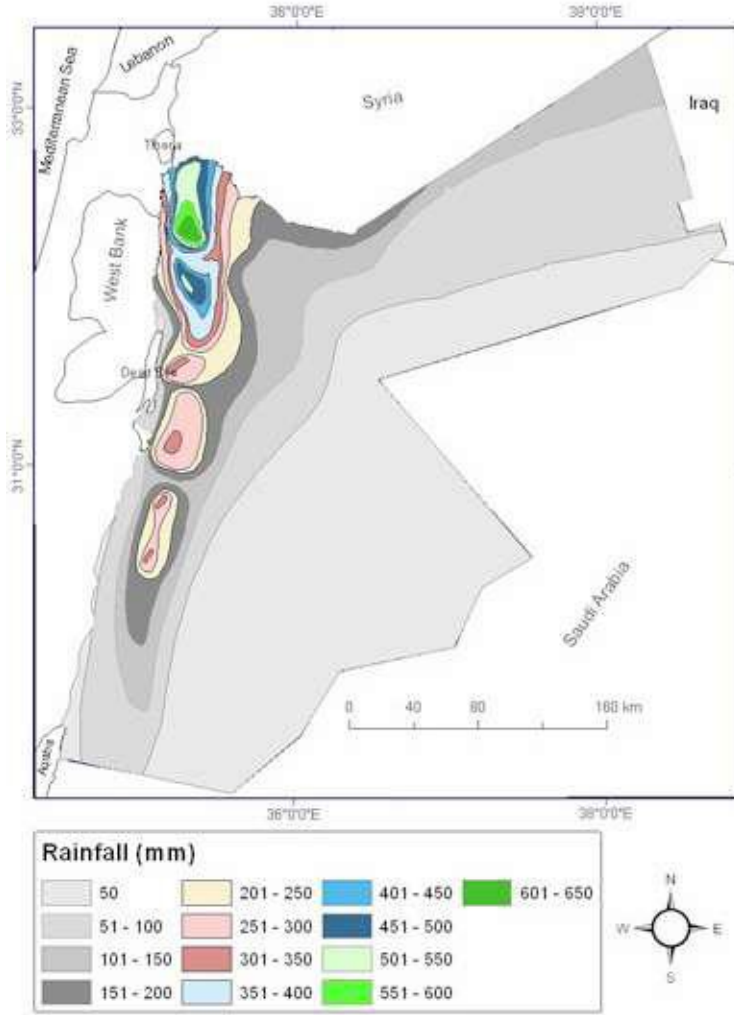 36°0'0"E 38°0'0"E
33°0'0"N
Mediterranean Sea
Lebanon
Syria
Iraq
West Bank
31°0'0"N
Saudi Arabia
0 40 80 160 km
36°0'0"E 38°0'0"E
Rainfall (mm)
50 201 - 250 401 - 450 601 - 650
51 - 100 251 - 300 451 - 500
101 - 150 301 - 350 501 - 550
151 - 200 351 - 400 551 - 600
N
W E
S